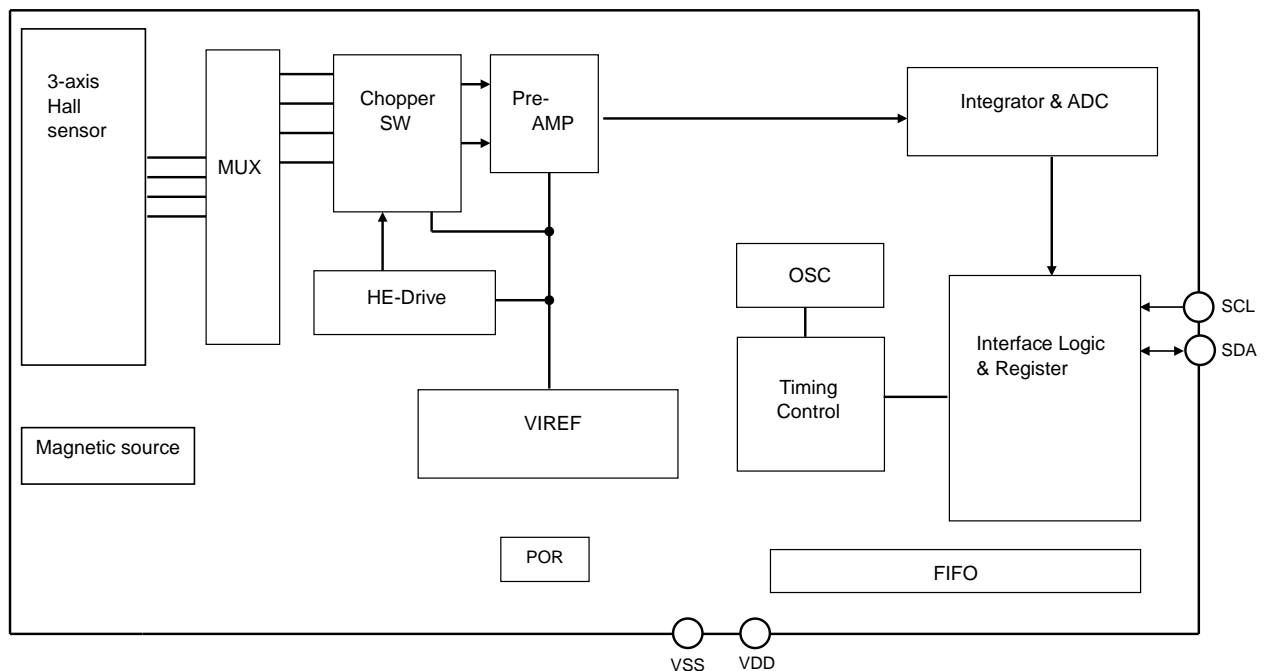 3-axis
Hall
sensor
MUX
Chopper
SW
Pre-
AMP
Integrator & ADC
HE-Drive
OSC
Interface Logic
& Register
SCL
SDA
Timing
Control
VIREF
Magnetic source
POR
FIFO
VSS
VDD